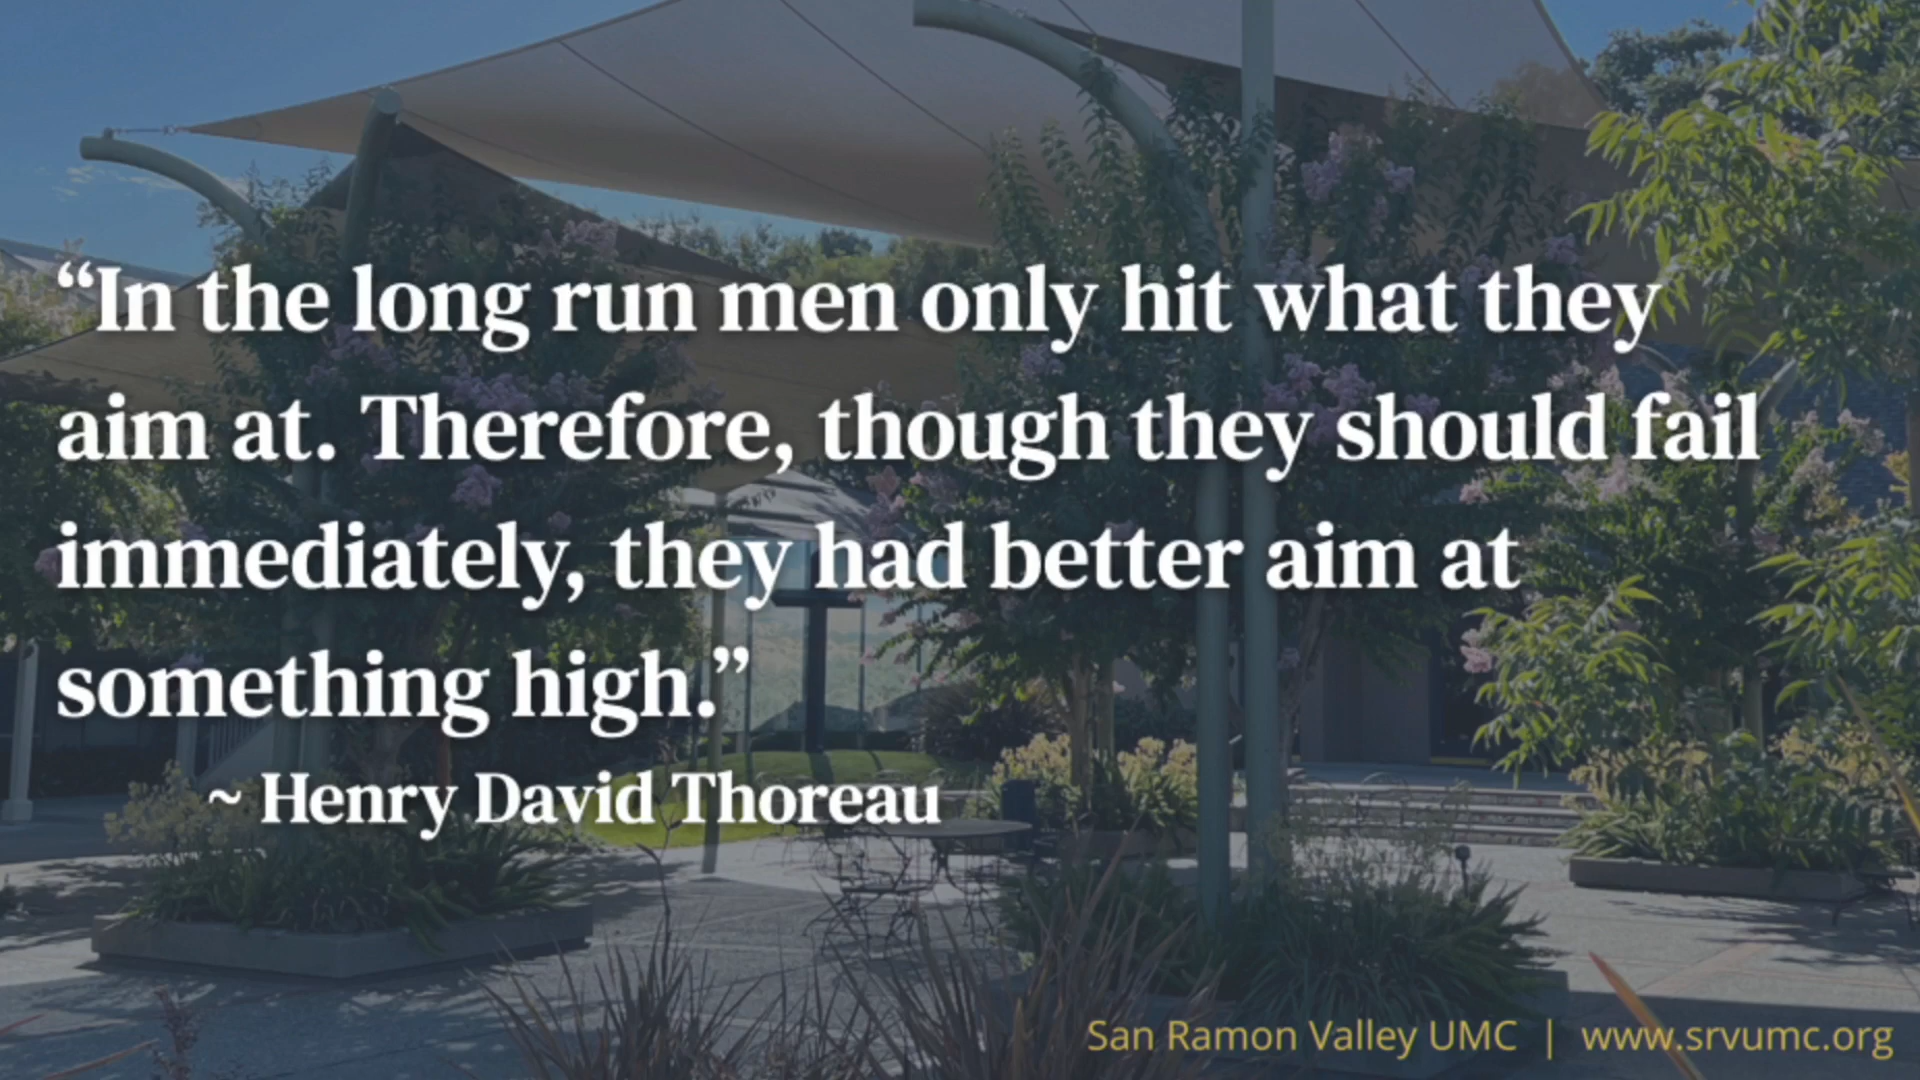 “In the long run men only hit what they
aim at. Therefore, though they should fail
immediately, they had better aim at
something high.”
~ Henry David Thoreau
San Ramon Valley UMC | www.srvumc.org